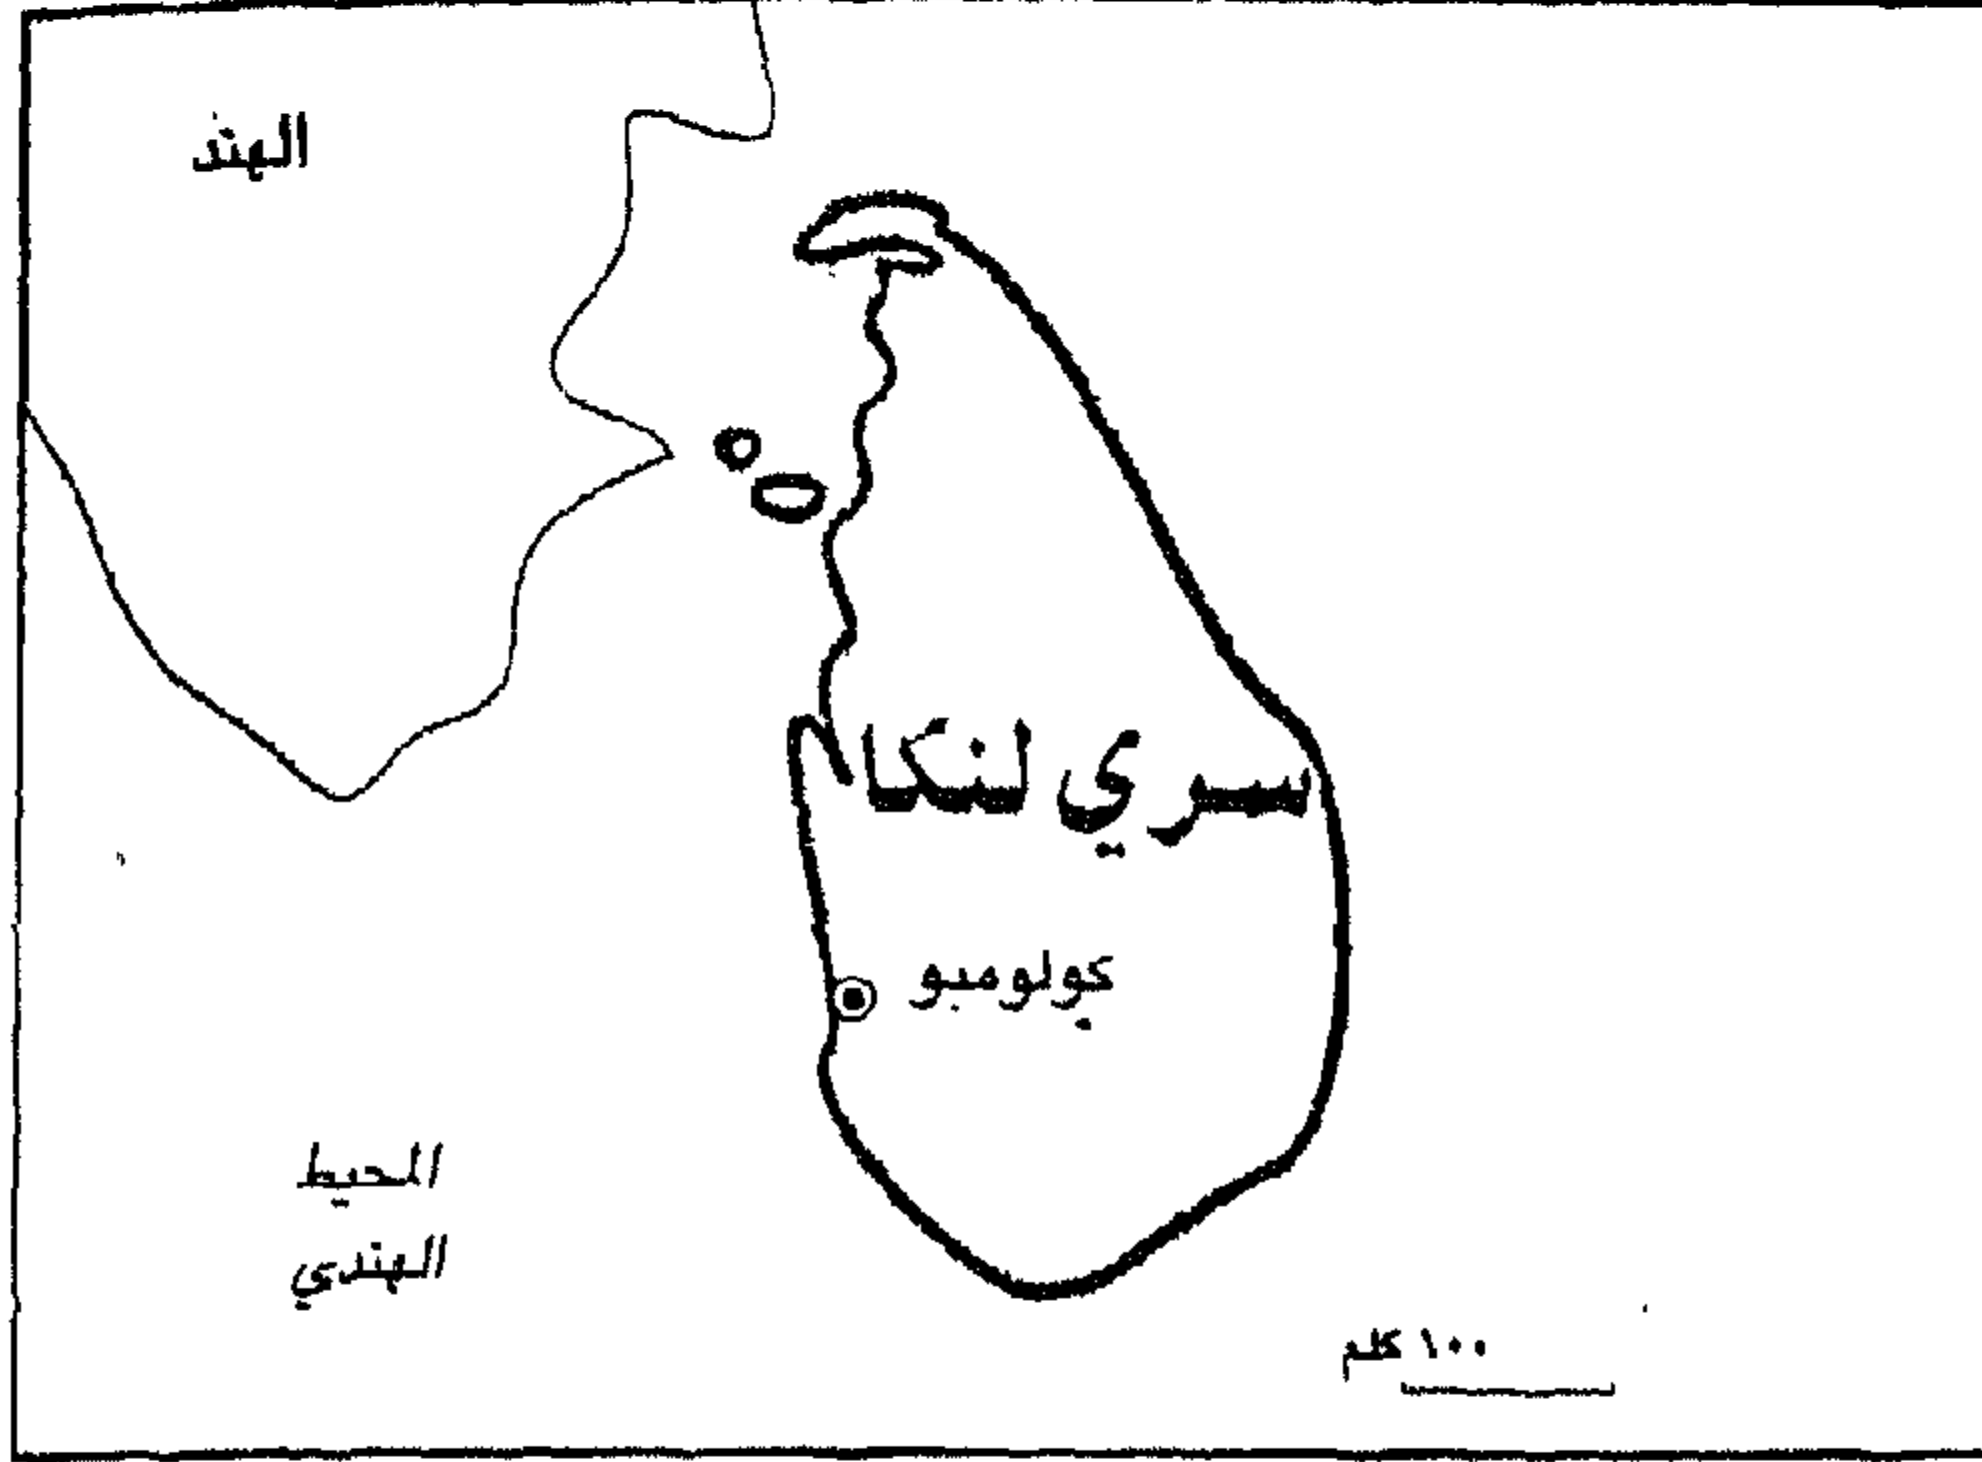 الهند
سري لنكا
كولومبو
المحيط
الهندي
١٠٠ كلم